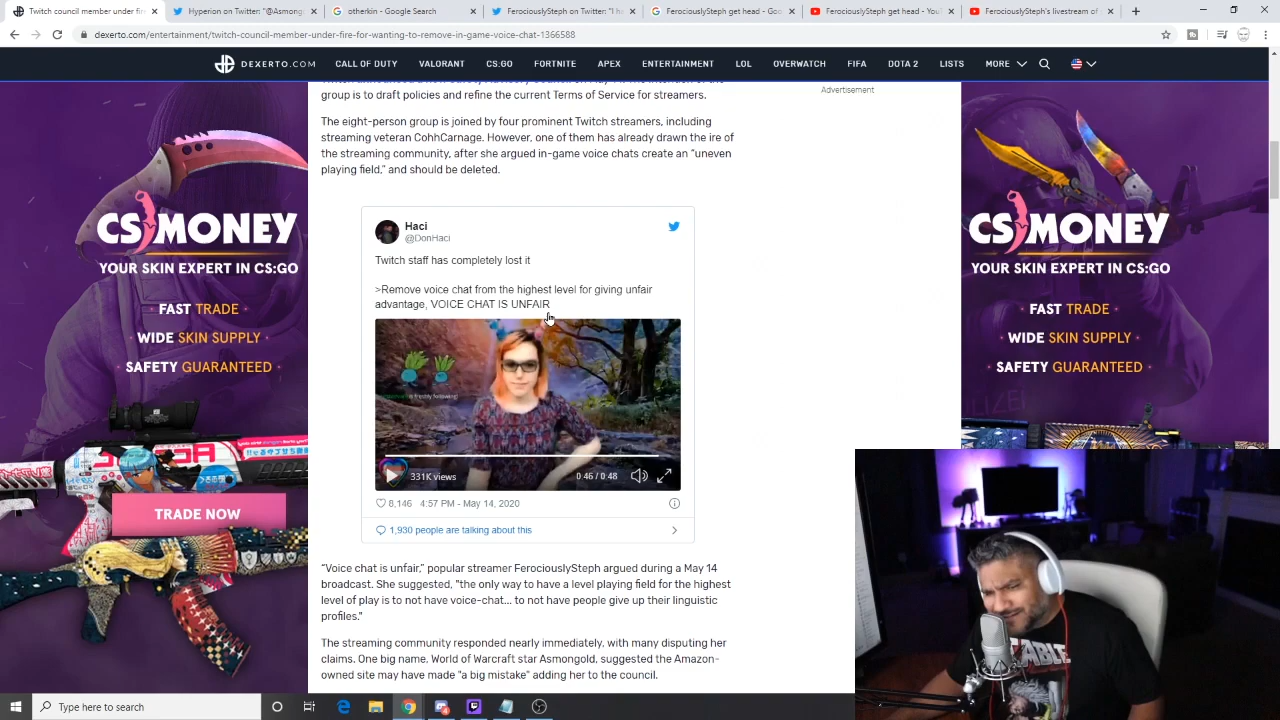 Twitch council member under fire
Hyperion on Twitter: "@Asmong
otherkin - Google Search
FerociouslySteph on Twitter: "I ha
FerociouslySteph get head - Goo
FerociouslySteph get head - YouT
FerociouslySteph's livestream of
dexerto.com/entertainment/twitch-council-member-under-fire-for-wanting-to-remove-in-game-voice-chat-1366588
DEXERTO.COM CALL OF DUTY VALORANT CS:GO FORTNITE APEX ENTERTAINMENT LOL OVERWATCH FIFA DOTA 2 LISTS MORE
group is to draft policies and refine the current Terms of Service for streamers.
Advertisement
The eight-person group is joined by four prominent Twitch streamers, including
streaming veteran CohhCarnage. However, one of them has already drawn the ire of
the streaming community, after she argued in-game voice chats create an "uneven
playing field," and should be deleted.
Haci
@DonHaci
Twitch staff has completely lost it
>Remove voice chat from the highest level for giving unfair
advantage, VOICE CHAT IS UNFAIR
is freshly following!
331K views
0:46 / 0:48
8,146 4:57 PM - May 14, 2020
1,930 people are talking about this
"Voice chat is unfair," popular streamer FerociouslySteph argued during a May 14
broadcast. She suggested, "the only way to have a level playing field for the highest
level of play is to not have voice-chat... to not have people give up their linguistic
profiles."
The streaming community responded nearly immediately, with many disputing her
claims. One big name, World of Warcraft star Asmongold, suggested the Amazon-
owned site may have made "a big mistake" adding her to the council.
CS MONEY
YOUR SKIN EXPERT IN CS:GO
FAST TRADE
WIDE SKIN SUPPLY
SAFETY GUARANTEED
TRADE NOW
CS MONEY
YOUR SKIN EXPERT IN CS:GO
FAST TRADE
WIDE SKIN SUPPLY
SAFETY GUARANTEED
Type here to search